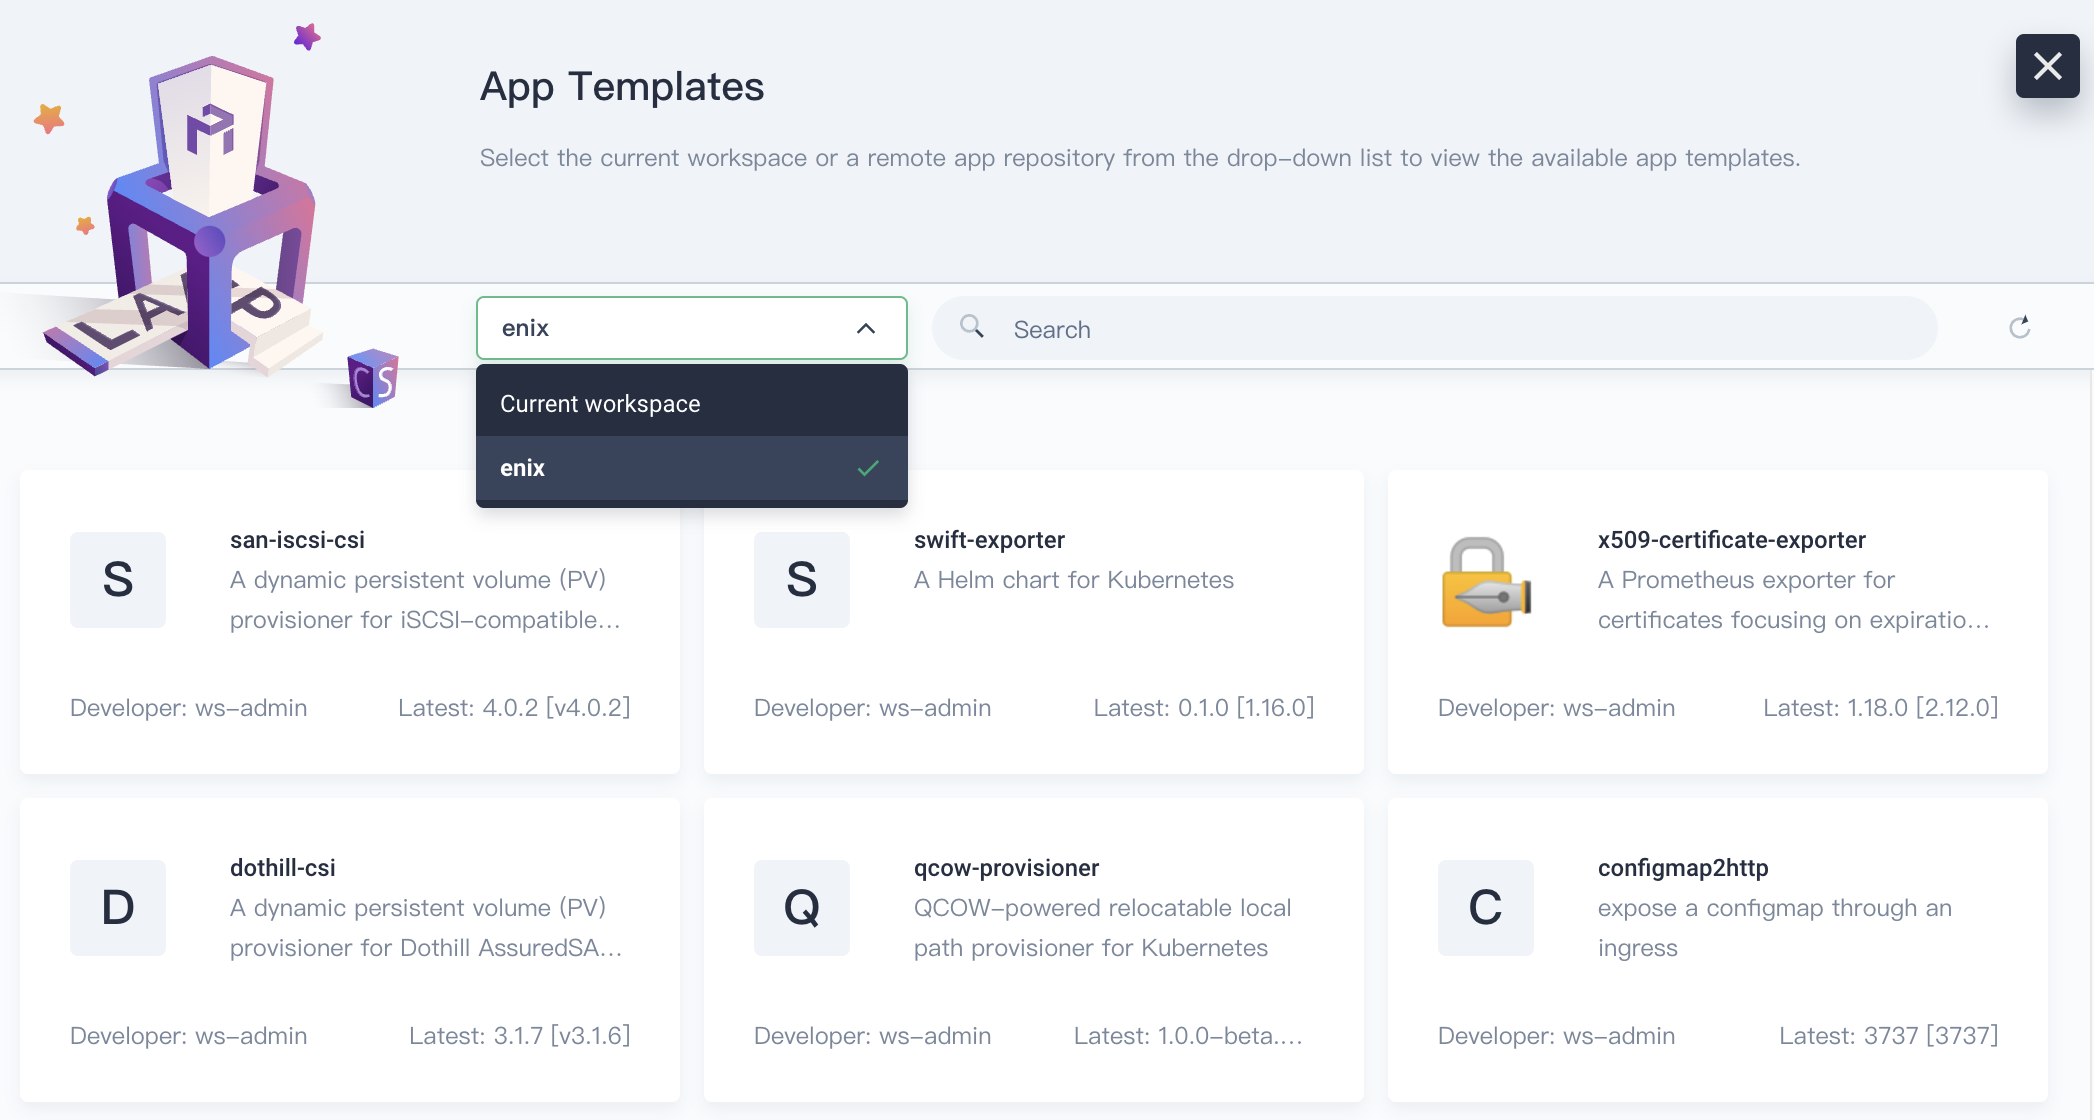 App Templates
Select the current workspace or a remote app repository from the drop-down list to view the available app templates.
APP
CS
enix
Search
Current workspace
enix
S
san-iscsi-csi
A dynamic persistent volume (PV)
provisioner for iSCSI-compatible...
Developer: ws-admin
Latest: 4.0.2 [v4.0.2]
S
swift-exporter
A Helm chart for Kubernetes
Developer: ws-admin
Latest: 0.1.0 [1.16.0]
x509-certificate-exporter
A Prometheus exporter for
certificates focusing on expiratio...
Developer: ws-admin
Latest: 1.18.0 [2.12.0]
D
dothill-csi
A dynamic persistent volume (PV)
provisioner for Dothill AssuredSA...
Developer: ws-admin
Latest: 3.1.7 [v3.1.6]
Q
qcow-provisioner
QCOW-powered relocatable local
path provisioner for Kubernetes
Developer: ws-admin
Latest: 1.0.0-beta....
C
configmap2http
expose a configmap through an
ingress
Developer: ws-admin
Latest: 3737 [3737]